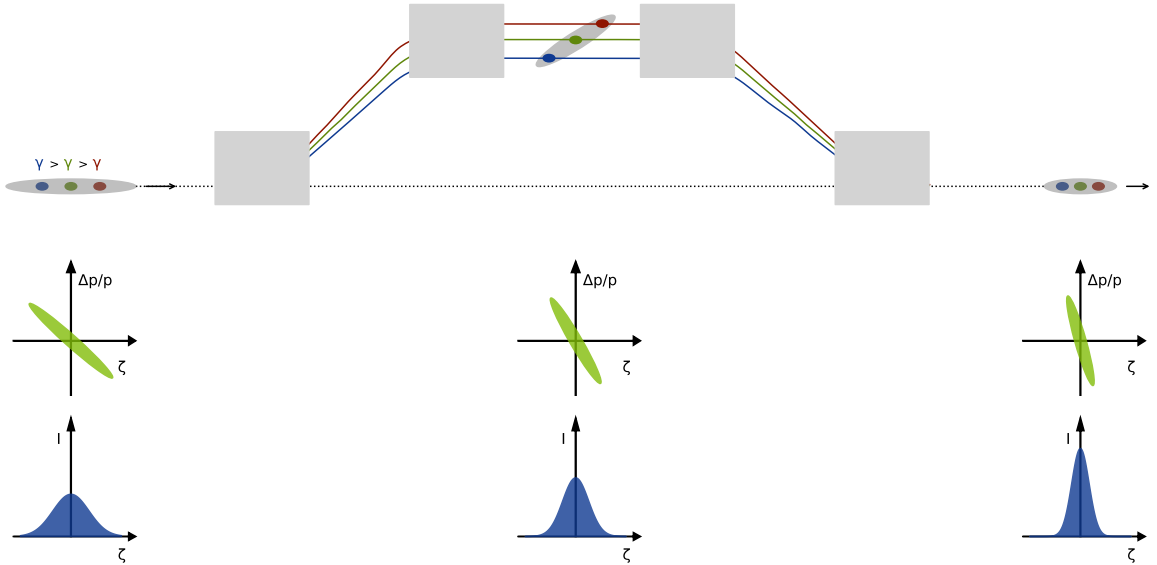 γ > γ > γ
Δp/p Δp/p Δp/p
ζ ζ ζ
I I I
ζ ζ ζ